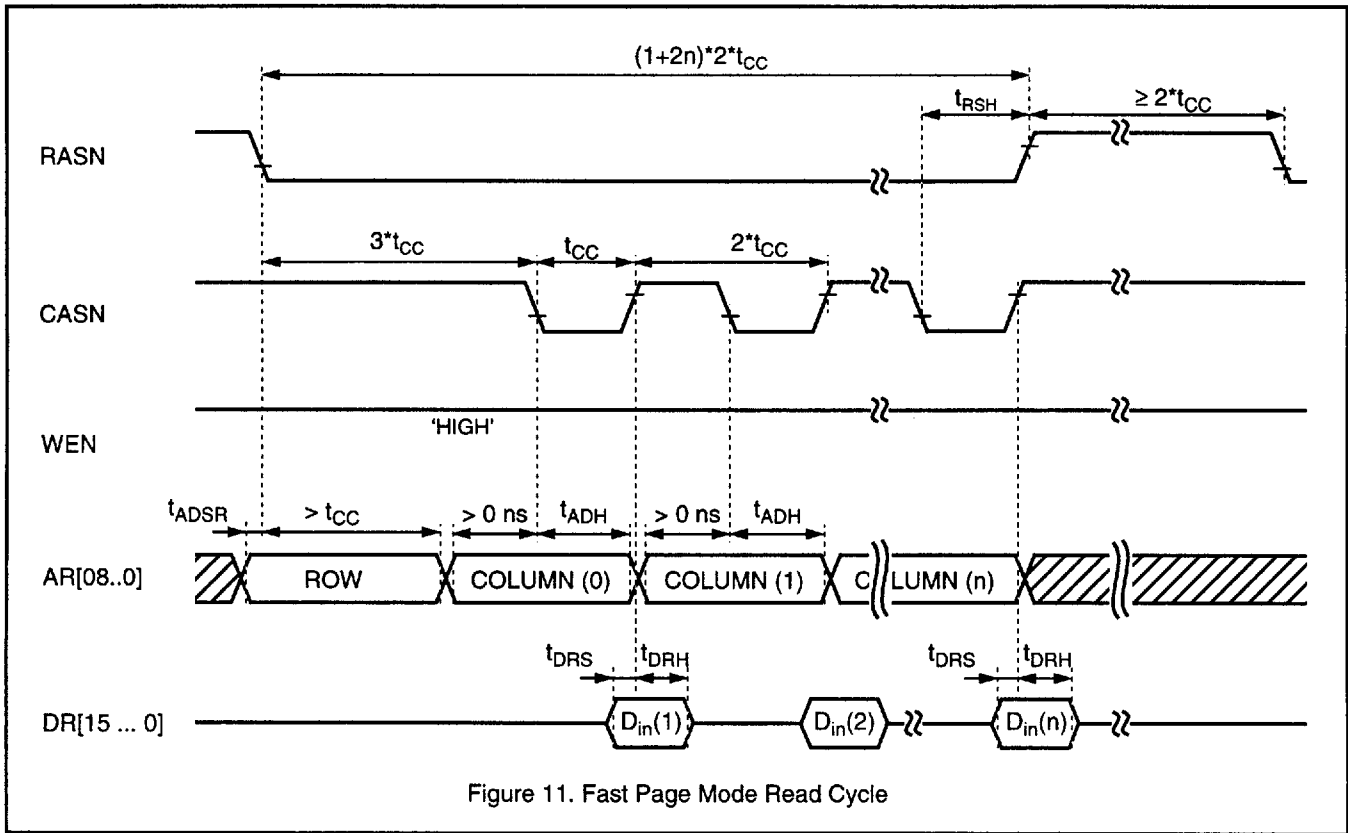 (1+2n)*2*tCC
tRSH
≥ 2*tCC
RASN
3*tCC
tCC
2*tCC
CASN
'HIGH'
WEN
tADSR
> tCC
> 0 ns
tADH
> 0 ns
tADH
AR[08..0]
ROW
COLUMN (0)
COLUMN (1)
COLUMN (n)
tDRS
tDRH
tDRS
tDRH
DR[15 ... 0]
Din(1)
Din(2)
Din(n)
Figure 11. Fast Page Mode Read Cycle